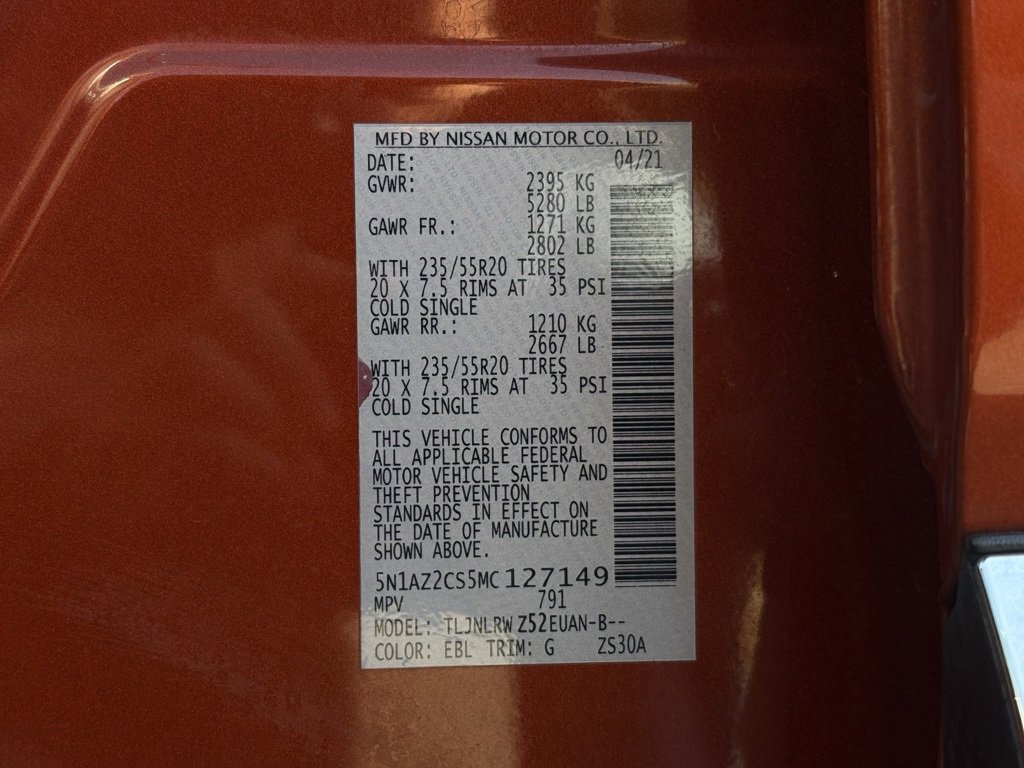 MFD BY NISSAN MOTOR CO., LTD.
DATE: 04/21
GVWR: 2395 KG
5280 LB
GAWR FR.: 1271 KG
2802 LB
WITH 235/55R20 TIRES
20 X 7.5 RIMS AT 35 PSI
COLD SINGLE
GAWR RR.: 1210 KG
2667 LB
WITH 235/55R20 TIRES
20 X 7.5 RIMS AT 35 PSI
COLD SINGLE
THIS VEHICLE CONFORMS TO
ALL APPLICABLE FEDERAL
MOTOR VEHICLE SAFETY AND
THEFT PREVENTION
STANDARDS IN EFFECT ON
THE DATE OF MANUFACTURE
SHOWN ABOVE.
5N1AZ2CS5MC127149
MPV 791
MODEL: TLJNLRWZ52EUAN-B--
COLOR: EBL TRIM: G ZS30A